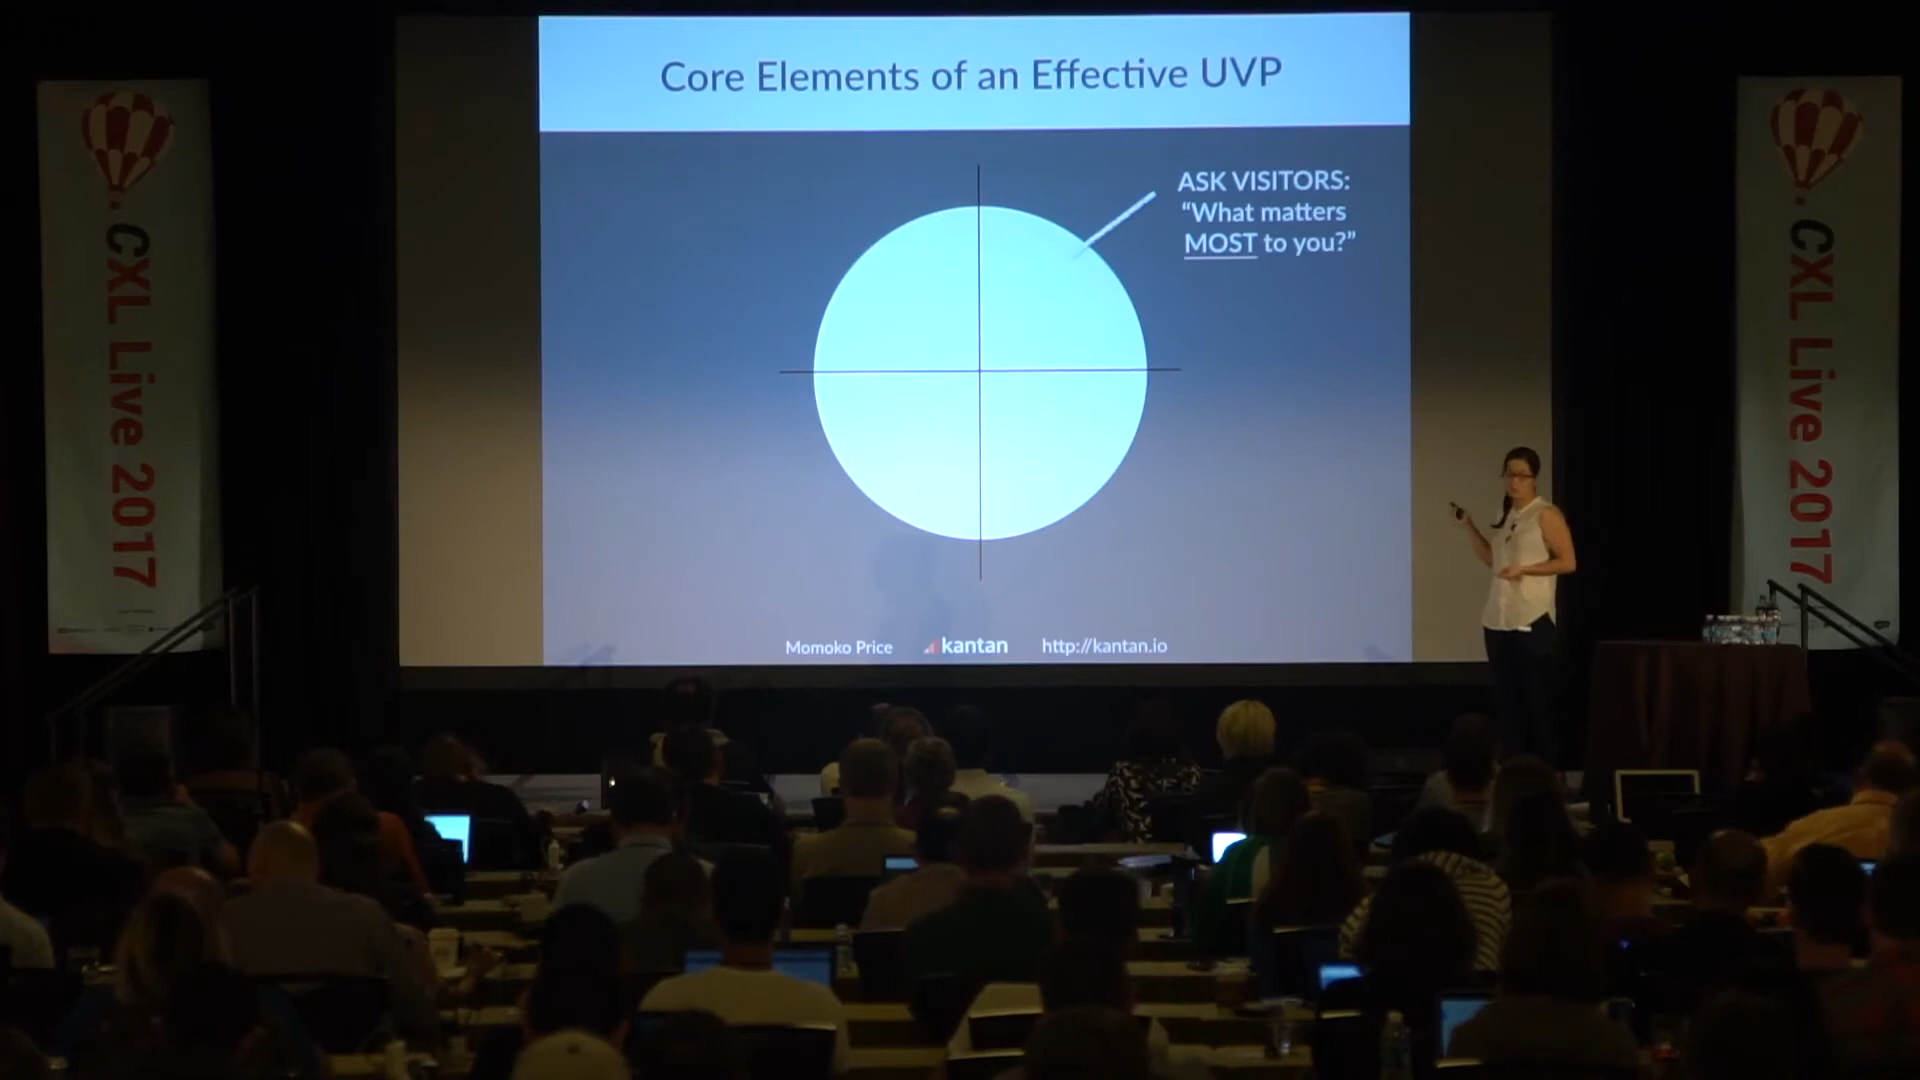 Core Elements of an Effective UVP
ASK VISITORS:
“What matters
MOST to you?”
Momoko Price
kantan
http://kantan.io
CXL Live 2017
CXL Live 2017